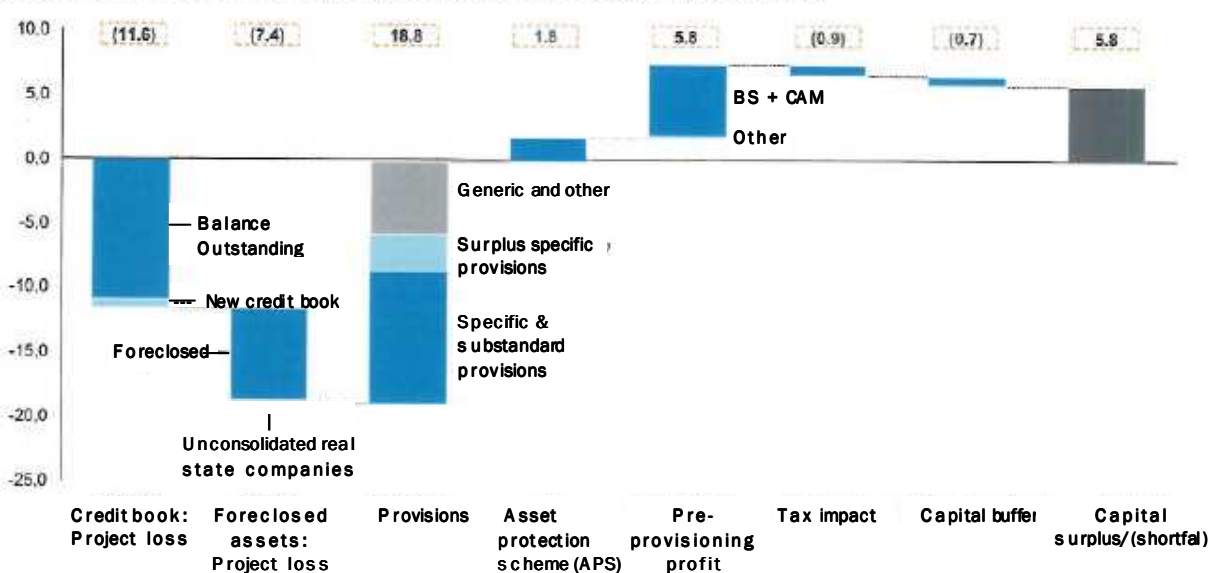 10.0
(11.6)
(7.4)
18.8
1.8
5.8
(0.9)
(0.7)
5.8
5,0
BS + CAM
Other
0,0
Generic and other
-5,0
Balance
Outstanding
Surplus specific
provisions
-10,0
New credit book
Specific &
substandard
provisions
-15,0
Foreclosed
-20,0
Unconsolidated real
state companies
-25,0
Credit book:
Project loss
Foreclosed
assets:
Project loss
Provisions
Asset
protection
scheme (APS)
Pre-
provisioning
profit
Tax impact
Capital buffer
Capital
surplus/(shortfal)